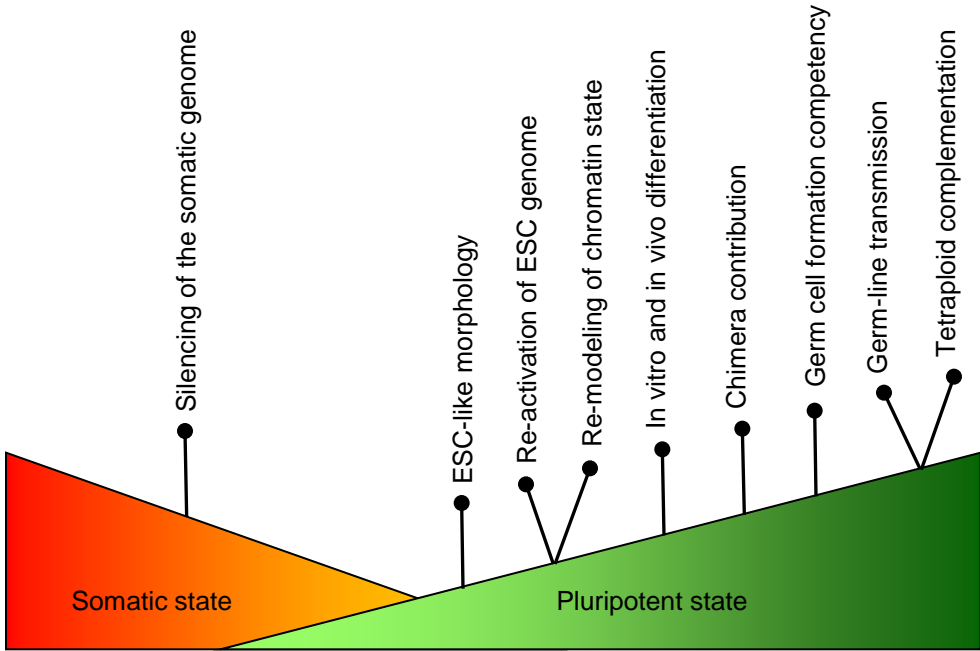 Silencing of the somatic genome
ESC-like morphology
Re-activation of ESC genome
Re-modeling of chromatin state
In vitro and in vivo differentiation
Chimera contribution
Germ cell formation competency
Germ-line transmission
Tetraploid complementation
Somatic state
Pluripotent state